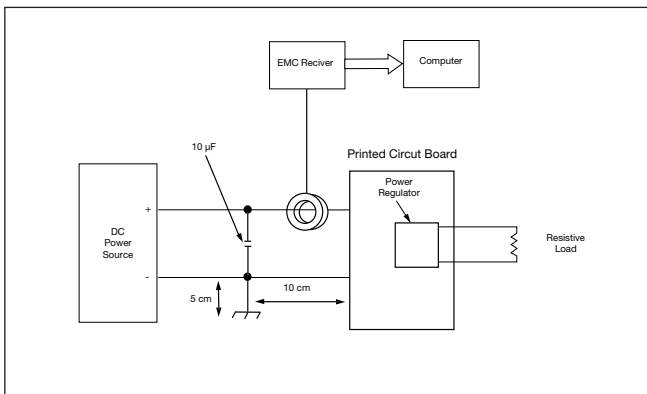 EMC Reciver
Computer
10 µF
Printed Circut Board
Power
Regulator
+
DC
Power
Source
-
Resistive
Load
5 cm
10 cm